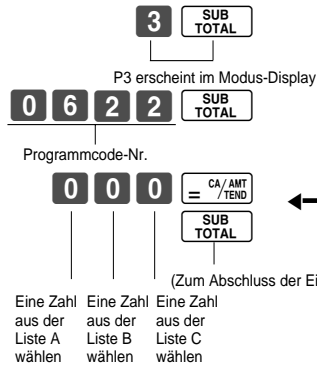 3 SUB TOTAL
P3 erscheint im Modus-Display
0 6 2 2 SUB TOTAL
Programmcode-Nr.
0 0 0 = CA/AMT/TEND
SUB TOTAL
(Zum Abschluss der Ei
Eine Zahl aus der Liste A wählen
Eine Zahl aus der Liste B wählen
Eine Zahl aus der Liste C wählen